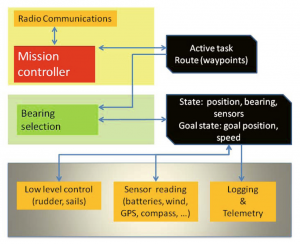 Radio Communications
Mission
controller
Active task
Route (waypoints)
Bearing
selection
State: position, bearing,
sensors
Goal state: goal position,
speed
Low level control
(rudder, sails)
Sensor reading
(batteries, wind,
GPS, compass, ...)
Logging
&
Telemetry